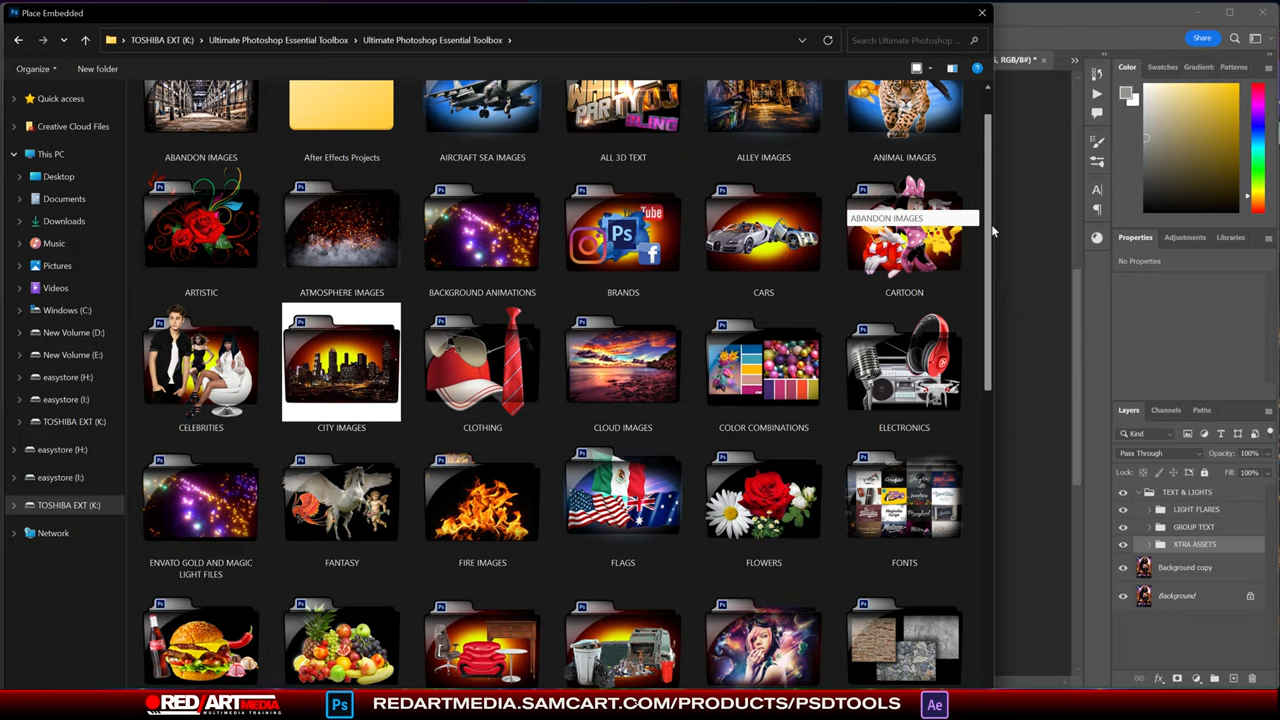 Place Embedded
TOSHIBA EXT (K:) › Ultimate Photoshop Essential Toolbox › Ultimate Photoshop Essential Toolbox ›
Search Ultimate Photoshop ...
Organize
New folder
Quick access
Creative Cloud Files
This PC
Desktop
Documents
Downloads
Music
Pictures
Videos
Windows (C:)
New Volume (D:)
New Volume (E:)
easystore (H:)
easystore (I:)
TOSHIBA EXT (K:)
easystore (H:)
easystore (I:)
TOSHIBA EXT (K:)
Network
ABANDON IMAGES
After Effects Projects
AIRCRAFT SEA IMAGES
ALL 3D TEXT
ALLEY IMAGES
ANIMAL IMAGES
ABANDON IMAGES
ARTISTIC
ATMOSPHERE IMAGES
BACKGROUND ANIMATIONS
BRANDS
CARS
CARTOON
CELEBRITIES
CITY IMAGES
CLOTHING
CLOUD IMAGES
COLOR COMBINATIONS
ELECTRONICS
ENVATO GOLD AND MAGIC
LIGHT FILES
FANTASY
FIRE IMAGES
FLAGS
FLOWERS
FONTS
Share
, RGB/8#) *
Color
Swatches
Gradient:
Patterns
Properties
Adjustments
Libraries
No Properties
Layers
Channels
Paths
Kind
Pass Through
Opacity: 100%
Lock:
Fill: 100%
TEXT & LIGHTS
LIGHT FLARES
GROUP TEXT
XTRA ASSETS
Background copy
Background
RED/ART MEDIA
MULTIMEDIA TRAINING
Ps
REDARTMEDIA.SAMCART.COM/PRODUCTS/PSDTOOLS
Ae